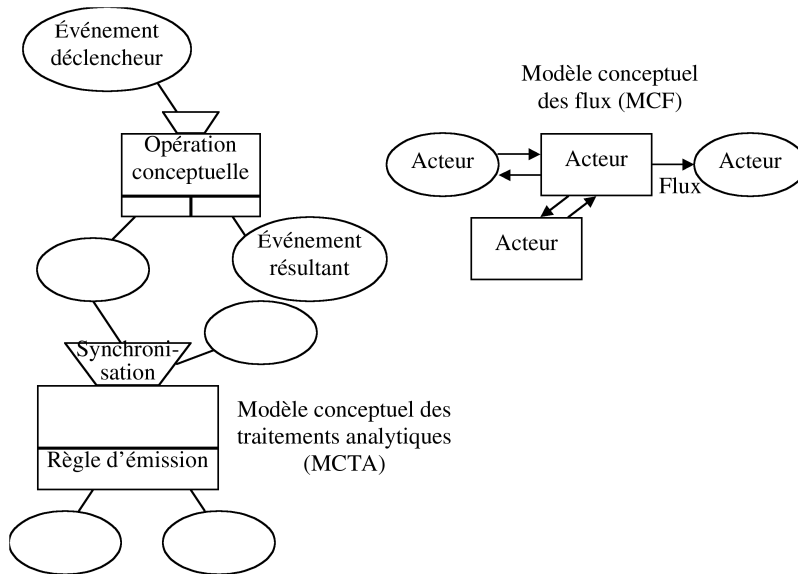 Événement
déclencheur
Opération
conceptuelle
Événement
résultant
Synchroni-
sation
Règle d'émission
Modèle conceptuel des
traitements analytiques
(MCTA)
Modèle conceptuel
des flux (MCF)
Acteur
Acteur
Acteur
Flux
Acteur